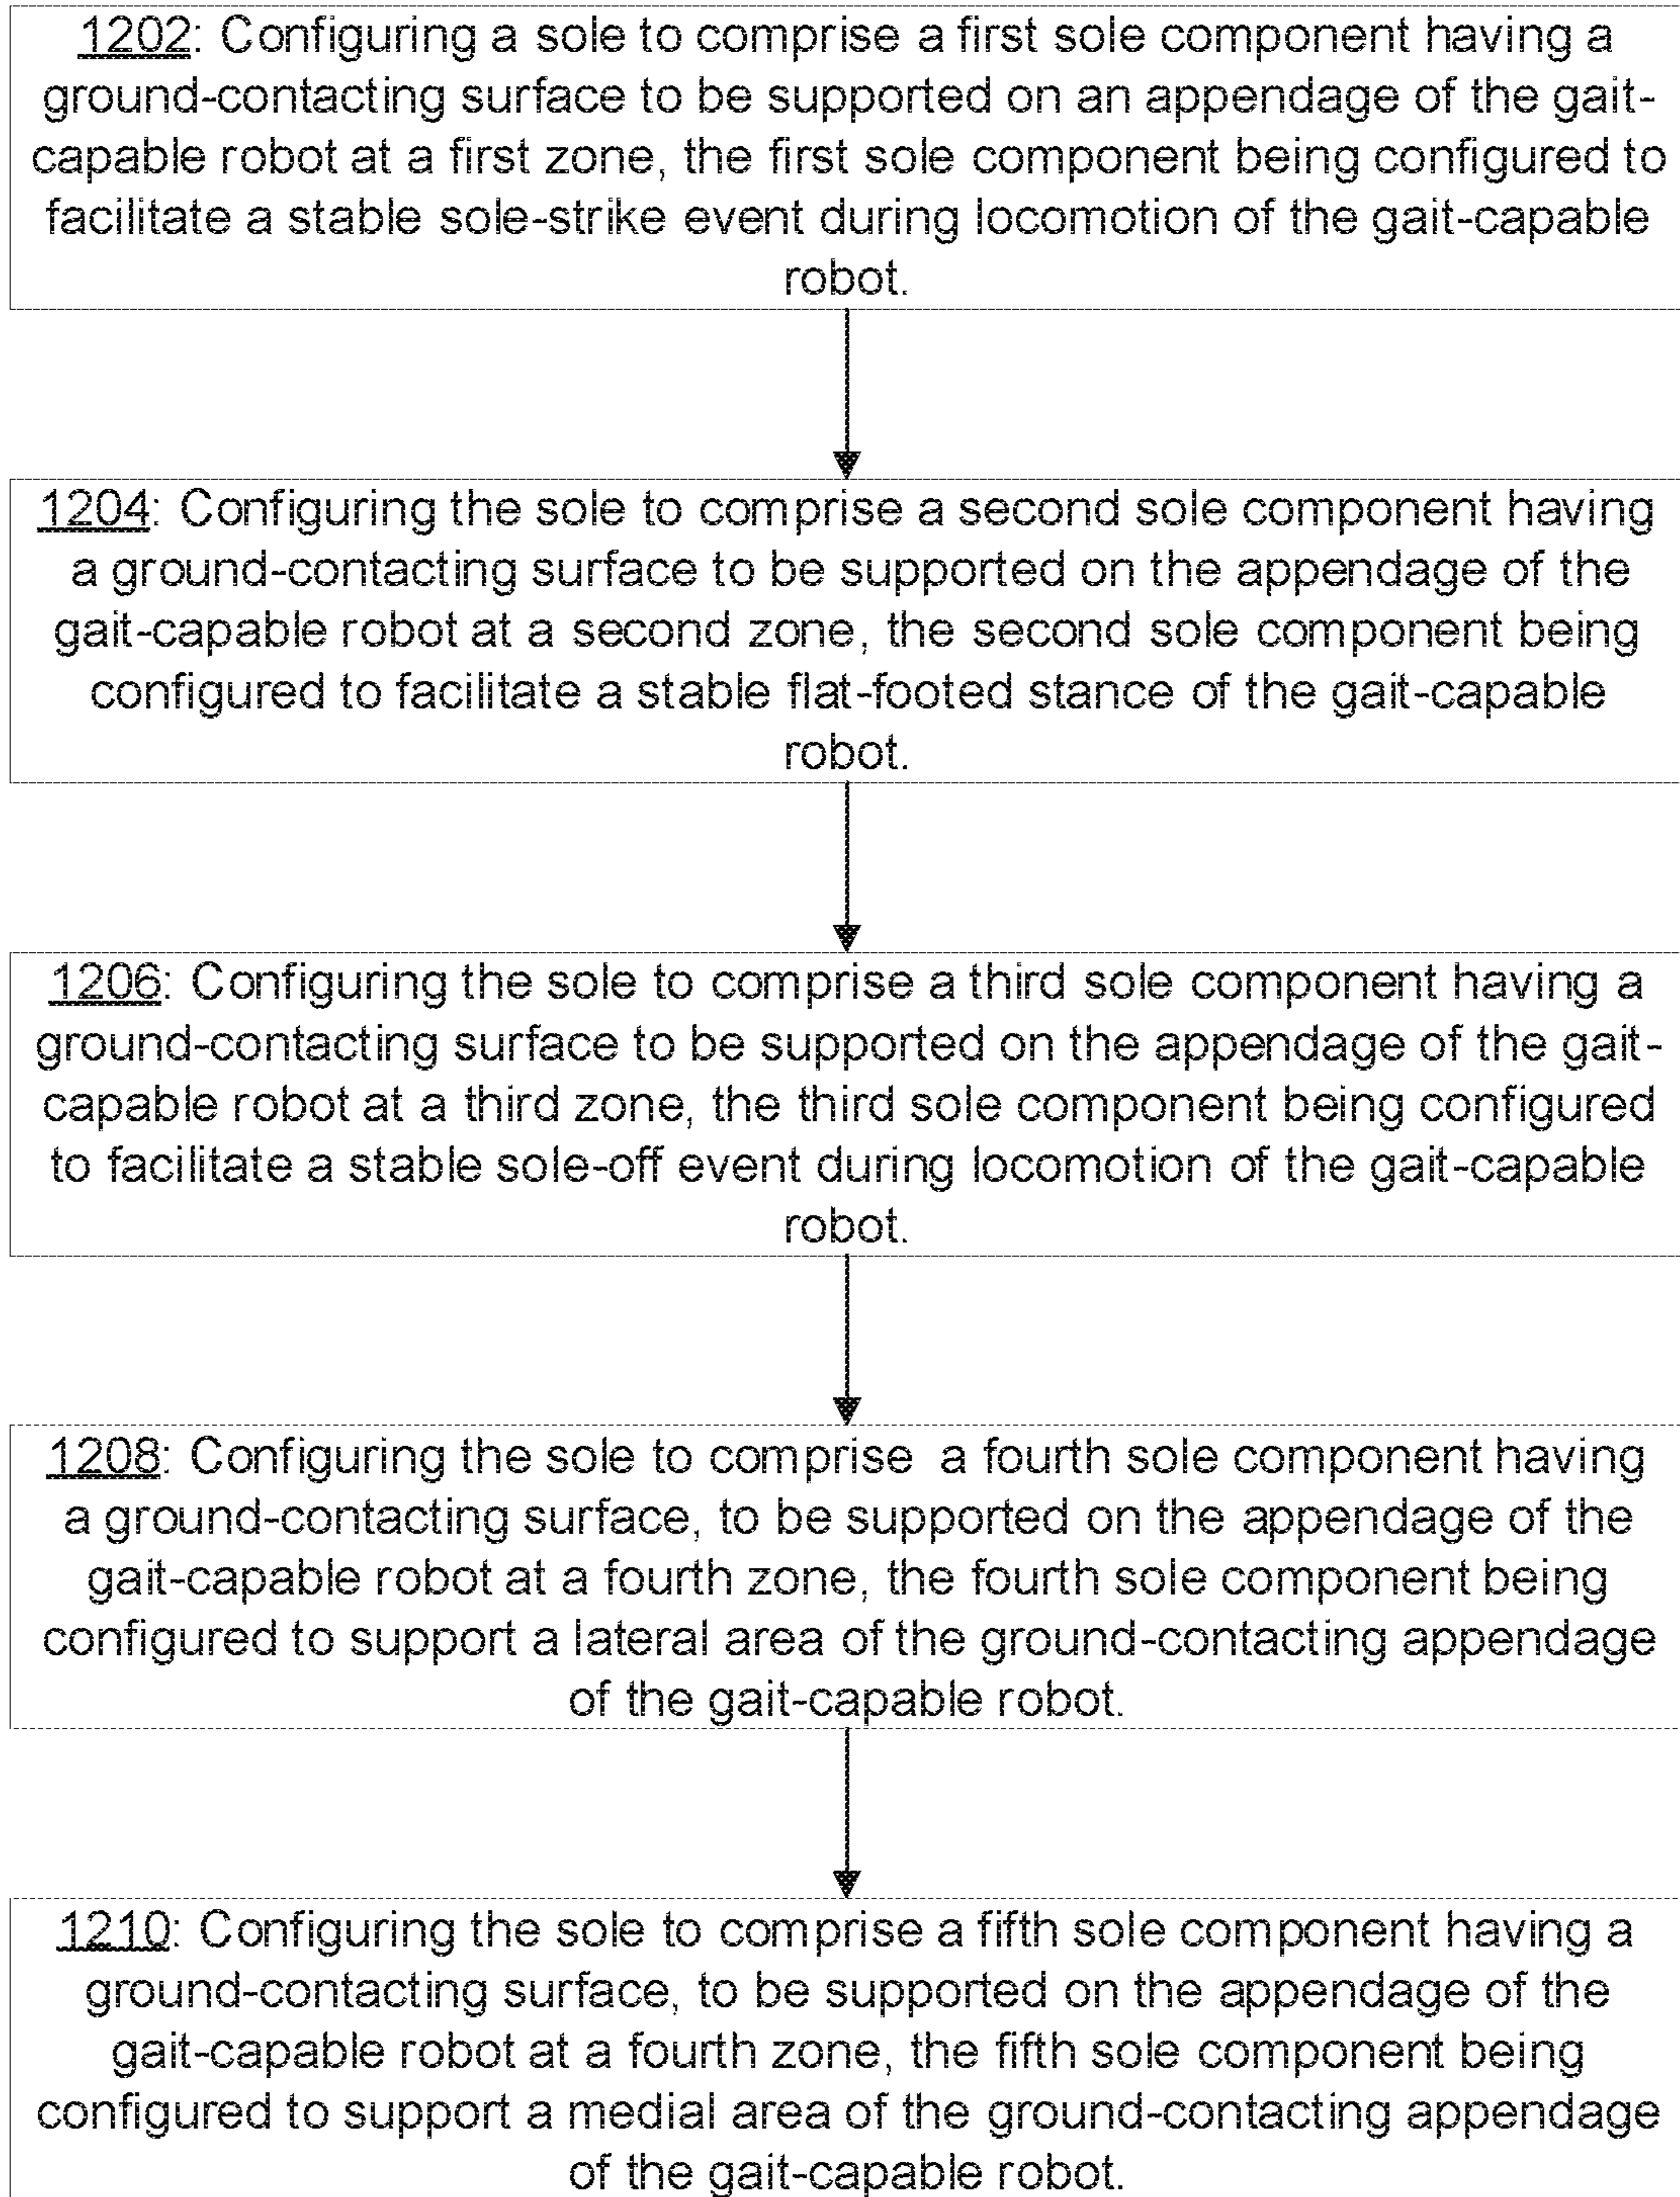 1202: Configuring a sole to comprise a first sole component having a
ground-contacting surface to be supported on an appendage of the gait-
capable robot at a first zone, the first sole component being configured to
facilitate a stable sole-strike event during locomotion of the gait-capable
robot.
1204: Configuring the sole to comprise a second sole component having
a ground-contacting surface to be supported on the appendage of the
gait-capable robot at a second zone, the second sole component being
configured to facilitate a stable flat-footed stance of the gait-capable
robot.
1206: Configuring the sole to comprise a third sole component having a
ground-contacting surface to be supported on the appendage of the gait-
capable robot at a third zone, the third sole component being configured
to facilitate a stable sole-off event during locomotion of the gait-capable
robot.
1208: Configuring the sole to comprise a fourth sole component having
a ground-contacting surface, to be supported on the appendage of the
gait-capable robot at a fourth zone, the fourth sole component being
configured to support a lateral area of the ground-contacting appendage
of the gait-capable robot.
1210: Configuring the sole to comprise a fifth sole component having a
ground-contacting surface, to be supported on the appendage of the
gait-capable robot at a fourth zone, the fifth sole component being
configured to support a medial area of the ground-contacting appendage
of the gait-capable robot.